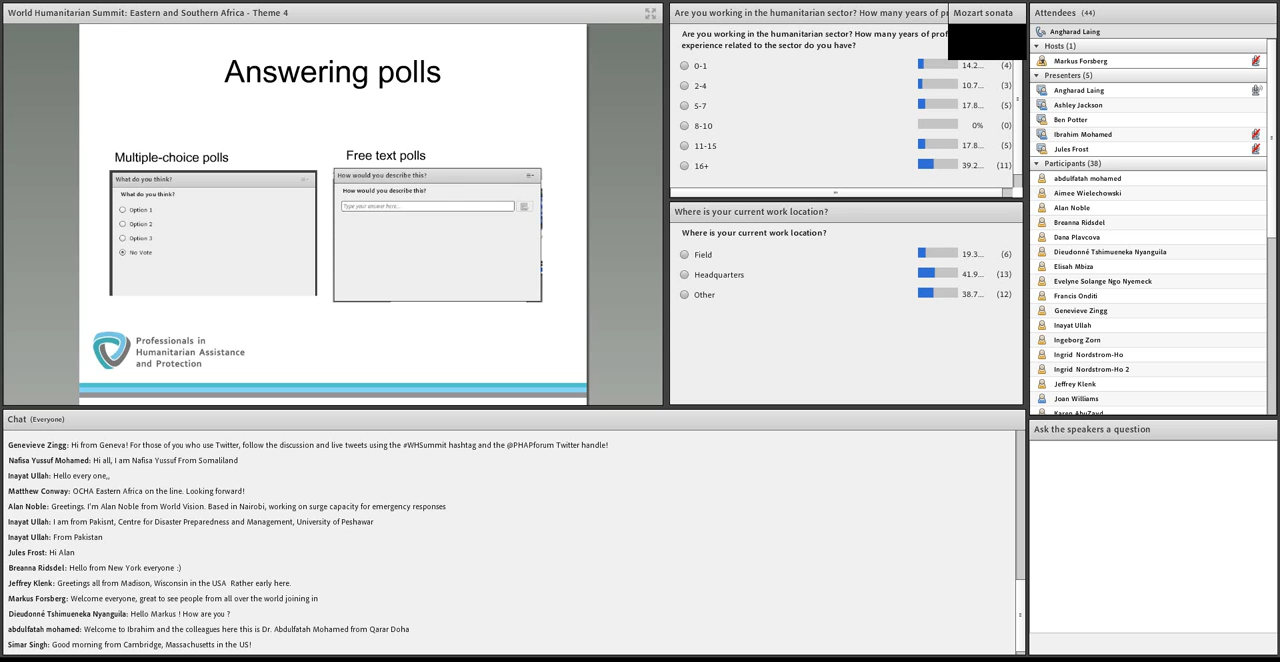 World Humanitarian Summit: Eastern and Southern Africa - Theme 4
Answering polls
Multiple-choice polls
What do you think?
What do you think?
Option 1
Option 2
Option 3
No Vote
Free text polls
How would you describe this?
How would you describe this?
Type your answer here...
Professionals in
Humanitarian Assistance
and Protection
Are you working in the humanitarian sector? How many years of pr
Mozart sonata
Are you working in the humanitarian sector? How many years of prof
experience related to the sector do you have?
0-1 14.2... (4)
2-4 10.7... (3)
5-7 17.8... (5)
8-10 0% (0)
11-15 17.8... (5)
16+ 39.2... (11)
Where is your current work location?
Where is your current work location?
Field 19.3... (6)
Headquarters 41.9... (13)
Other 38.7... (12)
Attendees (44)
Angharad Laing
Hosts (1)
Markus Forsberg
Presenters (5)
Angharad Laing
Ashley Jackson
Ben Potter
Ibrahim Mohamed
Jules Frost
Participants (38)
abdulfatah mohamed
Aimee Wielechowski
Alan Noble
Breanna Ridsdel
Dana Plavcova
Dieudonné Tshimueneka Nyanguila
Elisah Mbiza
Evelyne Solange Ngo Nyemeck
Francis Onditi
Genevieve Zingg
Inayat Ullah
Ingeborg Zorn
Ingrid Nordstrom-Ho
Ingrid Nordstrom-Ho 2
Jeffrey Klenk
Joan Williams
Karen AbuZayd
Chat (Everyone)
Genevieve Zingg: Hi from Geneva! For those of you who use Twitter, follow the discussion and live tweets using the #WHSummit hashtag and the @PHAPforum Twitter handle!
Nafisa Yussuf Mohamed: Hi all, I am Nafisa Yussuf From Somaliland
Inayat Ullah: Hello every one,,
Matthew Conway: OCHA Eastern Africa on the line. Looking forward!
Alan Noble: Greetings. I'm Alan Noble from World Vision. Based in Nairobi, working on surge capacity for emergency responses
Inayat Ullah: I am from Pakisnt, Centre for Disaster Preparedness and Management, University of Peshawar
Inayat Ullah: From Pakistan
Jules Frost: Hi Alan
Breanna Ridsdel: Hello from New York everyone :)
Jeffrey Klenk: Greetings all from Madison, Wisconsin in the USA  Rather early here.
Markus Forsberg: Welcome everyone, great to see people from all over the world joining in
Dieudonné Tshimueneka Nyanguila: Hello Markus ! How are you ?
abdulfatah mohamed: Welcome to Ibrahim and the colleagues here this is Dr. Abdulfatah Mohamed from Qarar Doha
Simar Singh: Good morning from Cambridge, Massachusetts in the US!
Ask the speakers a question